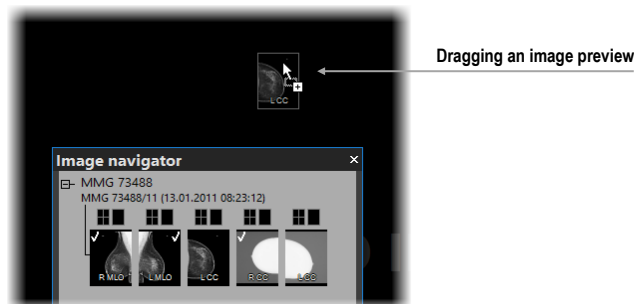 Dragging an image preview
L CC
Image navigator
MMG 73488
MMG 73488/11 (13.01.2011 08:23:12)
R MLO L MLO L CC R CC L CC